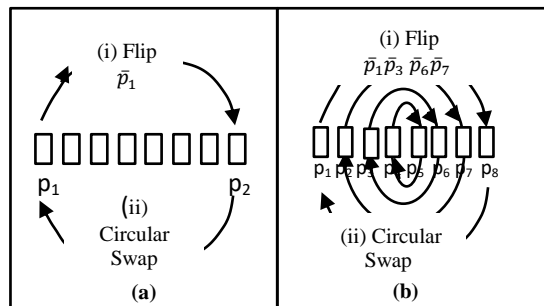 (i) Flip
p̄₁
p₁ p₂
(ii)
Circular
Swap
(a)
(i) Flip
p̄₁p̄₃ p̄₆p̄₇
p₁ p₂ p₃ p₄ p₅ p₆ p₇ p₈
(ii) Circular
Swap
(b)